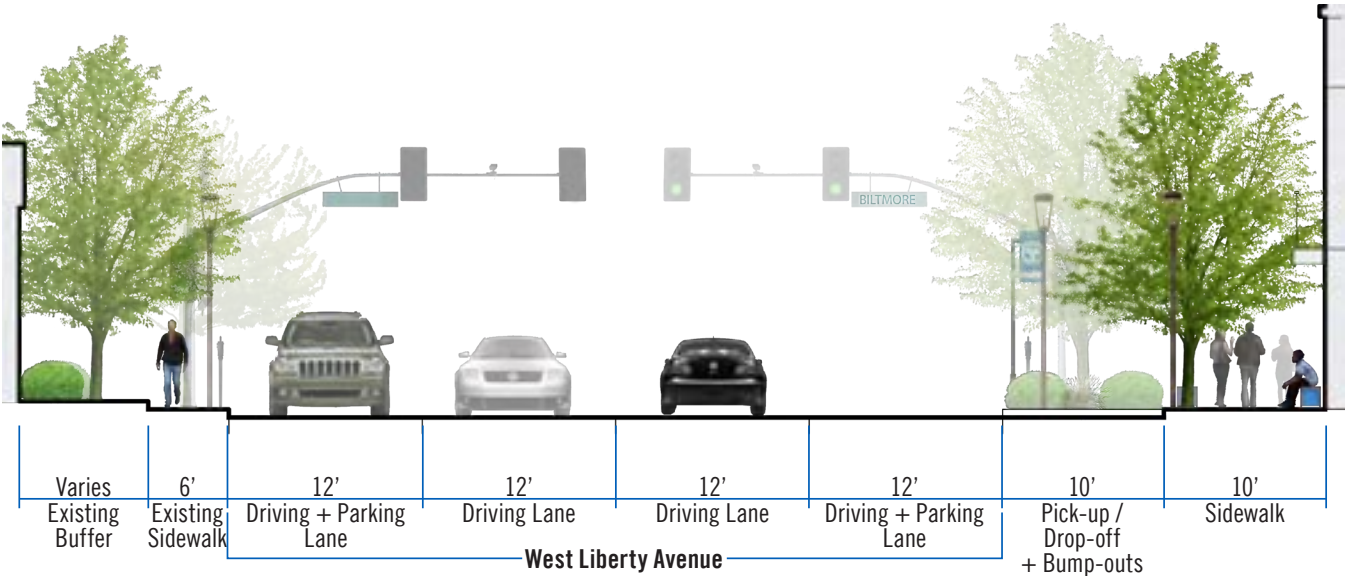 BILTMORE
Varies
Existing
Buffer
6’
Existing
Sidewalk
12’
Driving + Parking
Lane
12’
Driving Lane
12’
Driving Lane
12’
Driving + Parking
Lane
10’
Pick-up /
Drop-off
+ Bump-outs
10’
Sidewalk
West Liberty Avenue